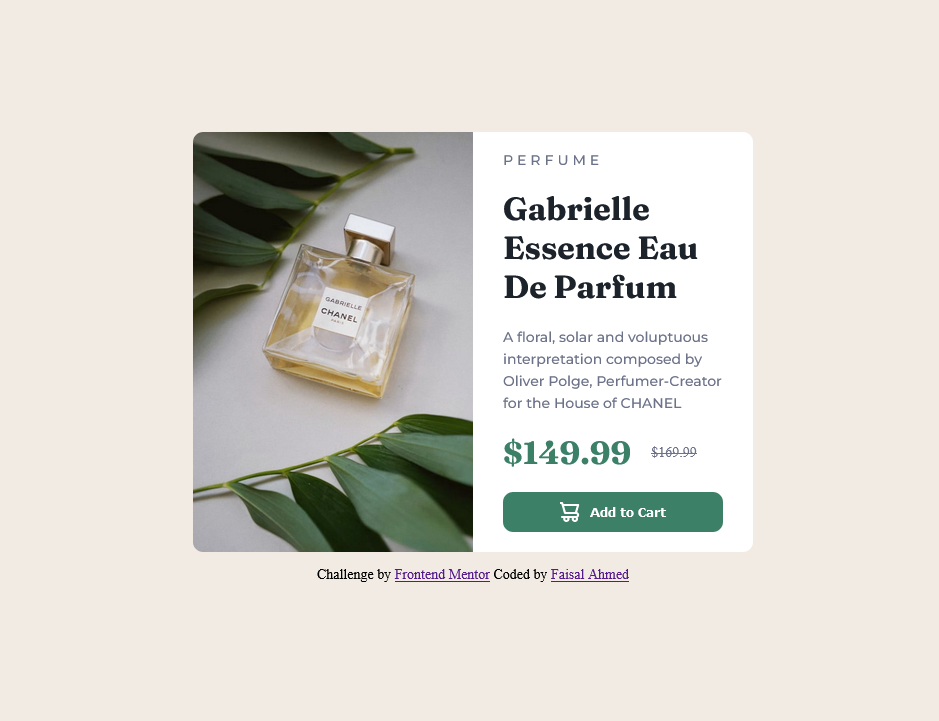 GABRIELLE
CHANEL
PARIS
PERFUME
Gabrielle
Essence Eau
De Parfum
A floral, solar and voluptuous
interpretation composed by
Oliver Polge, Perfumer-Creator
for the House of CHANEL
$149.99 $169.99
Add to Cart
Challenge by Frontend Mentor Coded by Faisal Ahmed